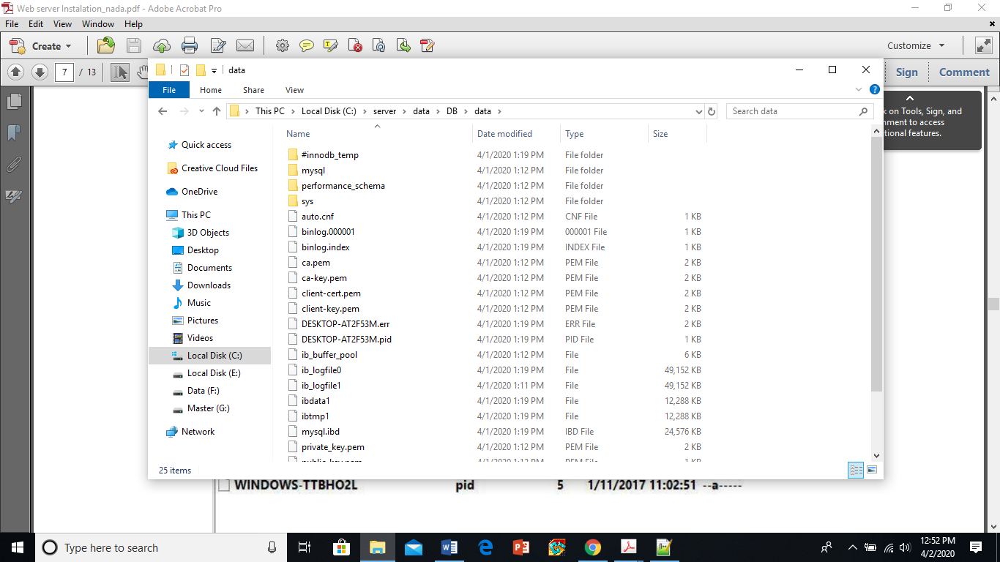 Web server Instalation_nada.pdf - Adobe Acrobat Pro
File Edit View Window Help
Create
Customize
7 / 13
Sign
Comment
k on Tools, Sign, and
nment to access
tional features.
data
File Home Share View
This PC > Local Disk (C:) > server > data > DB > data >
Search data
Name Date modified Type Size
Quick access
Creative Cloud Files
OneDrive
This PC
3D Objects
Desktop
Documents
Downloads
Music
Pictures
Videos
Local Disk (C:)
Local Disk (E:)
Data (F:)
Master (G:)
Network
#innodb_temp 4/1/2020 1:19 PM File folder
mysql 4/1/2020 1:12 PM File folder
performance_schema 4/1/2020 1:12 PM File folder
sys 4/1/2020 1:12 PM File folder
auto.cnf 4/1/2020 1:12 PM CNF File 1 KB
binlog.000001 4/1/2020 1:19 PM 000001 File 1 KB
binlog.index 4/1/2020 1:19 PM INDEX File 1 KB
ca.pem 4/1/2020 1:12 PM PEM File 2 KB
ca-key.pem 4/1/2020 1:12 PM PEM File 2 KB
client-cert.pem 4/1/2020 1:12 PM PEM File 2 KB
client-key.pem 4/1/2020 1:12 PM PEM File 2 KB
DESKTOP-AT2F53M.err 4/1/2020 1:19 PM ERR File 2 KB
DESKTOP-AT2F53M.pid 4/1/2020 1:19 PM PID File 1 KB
ib_buffer_pool 4/1/2020 1:12 PM File 6 KB
ib_logfile0 4/1/2020 1:19 PM File 49,152 KB
ib_logfile1 4/1/2020 1:11 PM File 49,152 KB
ibdata1 4/1/2020 1:19 PM File 12,288 KB
ibtmp1 4/1/2020 1:19 PM File 12,288 KB
mysql.ibd 4/1/2020 1:19 PM IBD File 24,576 KB
private_key.pem 4/1/2020 1:12 PM PEM File 2 KB
public_key.pem 4/1/2020 1:12 PM PEM File 1 KB
25 items
WINDOWS-TTBHO2L pid 5 1/11/2017 11:02:51 --a-----
Type here to search
12:52 PM
4/2/2020